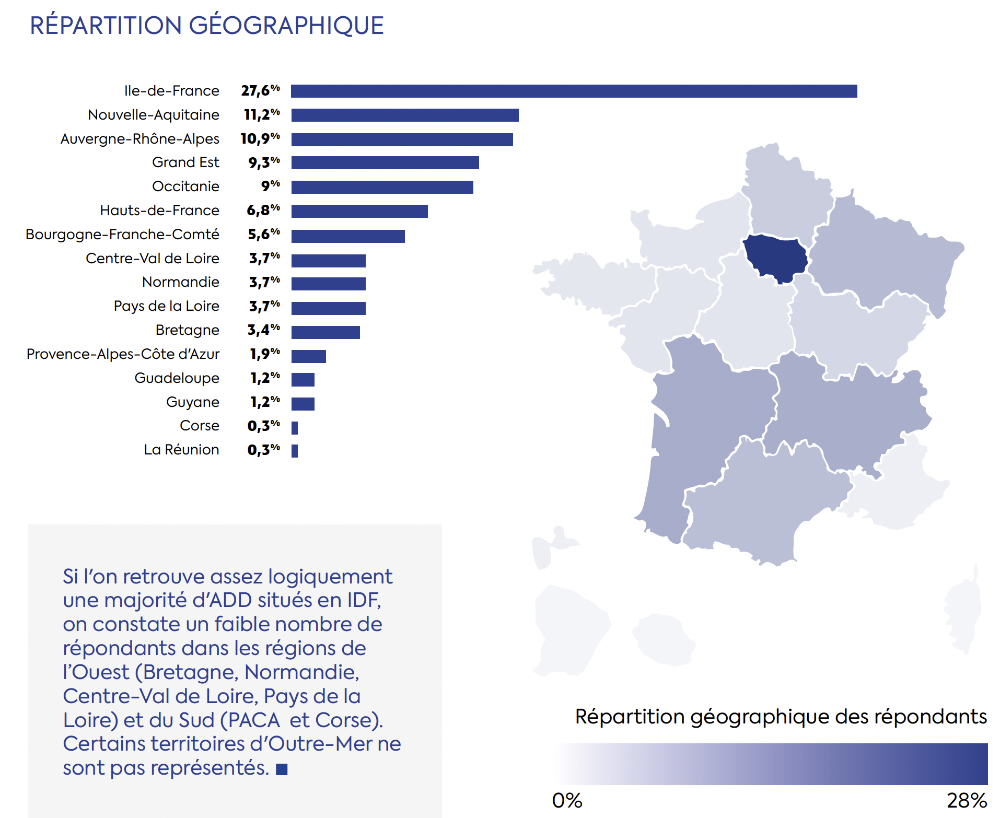 RÉPARTITION GÉOGRAPHIQUE
Ile-de-France 27,6%
Nouvelle-Aquitaine 11,2%
Auvergne-Rhône-Alpes 10,9%
Grand Est 9,3%
Occitanie 9%
Hauts-de-France 6,8%
Bourgogne-Franche-Comté 5,6%
Centre-Val de Loire 3,7%
Normandie 3,7%
Pays de la Loire 3,7%
Bretagne 3,4%
Provence-Alpes-Côte d'Azur 1,9%
Guadeloupe 1,2%
Guyane 1,2%
Corse 0,3%
La Réunion 0,3%
Si l'on retrouve assez logiquement
une majorité d'ADD situés en IDF,
on constate un faible nombre de
répondants dans les régions de
l'Ouest (Bretagne, Normandie,
Centre-Val de Loire, Pays de la
Loire) et du Sud (PACA et Corse).
Certains territoires d'Outre-Mer ne
sont pas représentés. ■
Répartition géographique des répondants
0% 28%